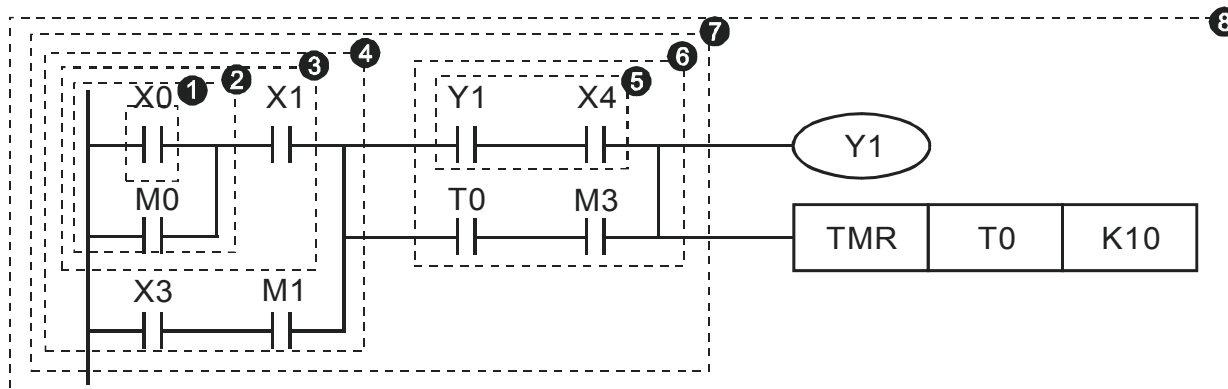 8
7
4 6
3
1 2 5
X0 X1 Y1 X4
Y1
M0 T0 M3
TMR T0 K10
X3 M1